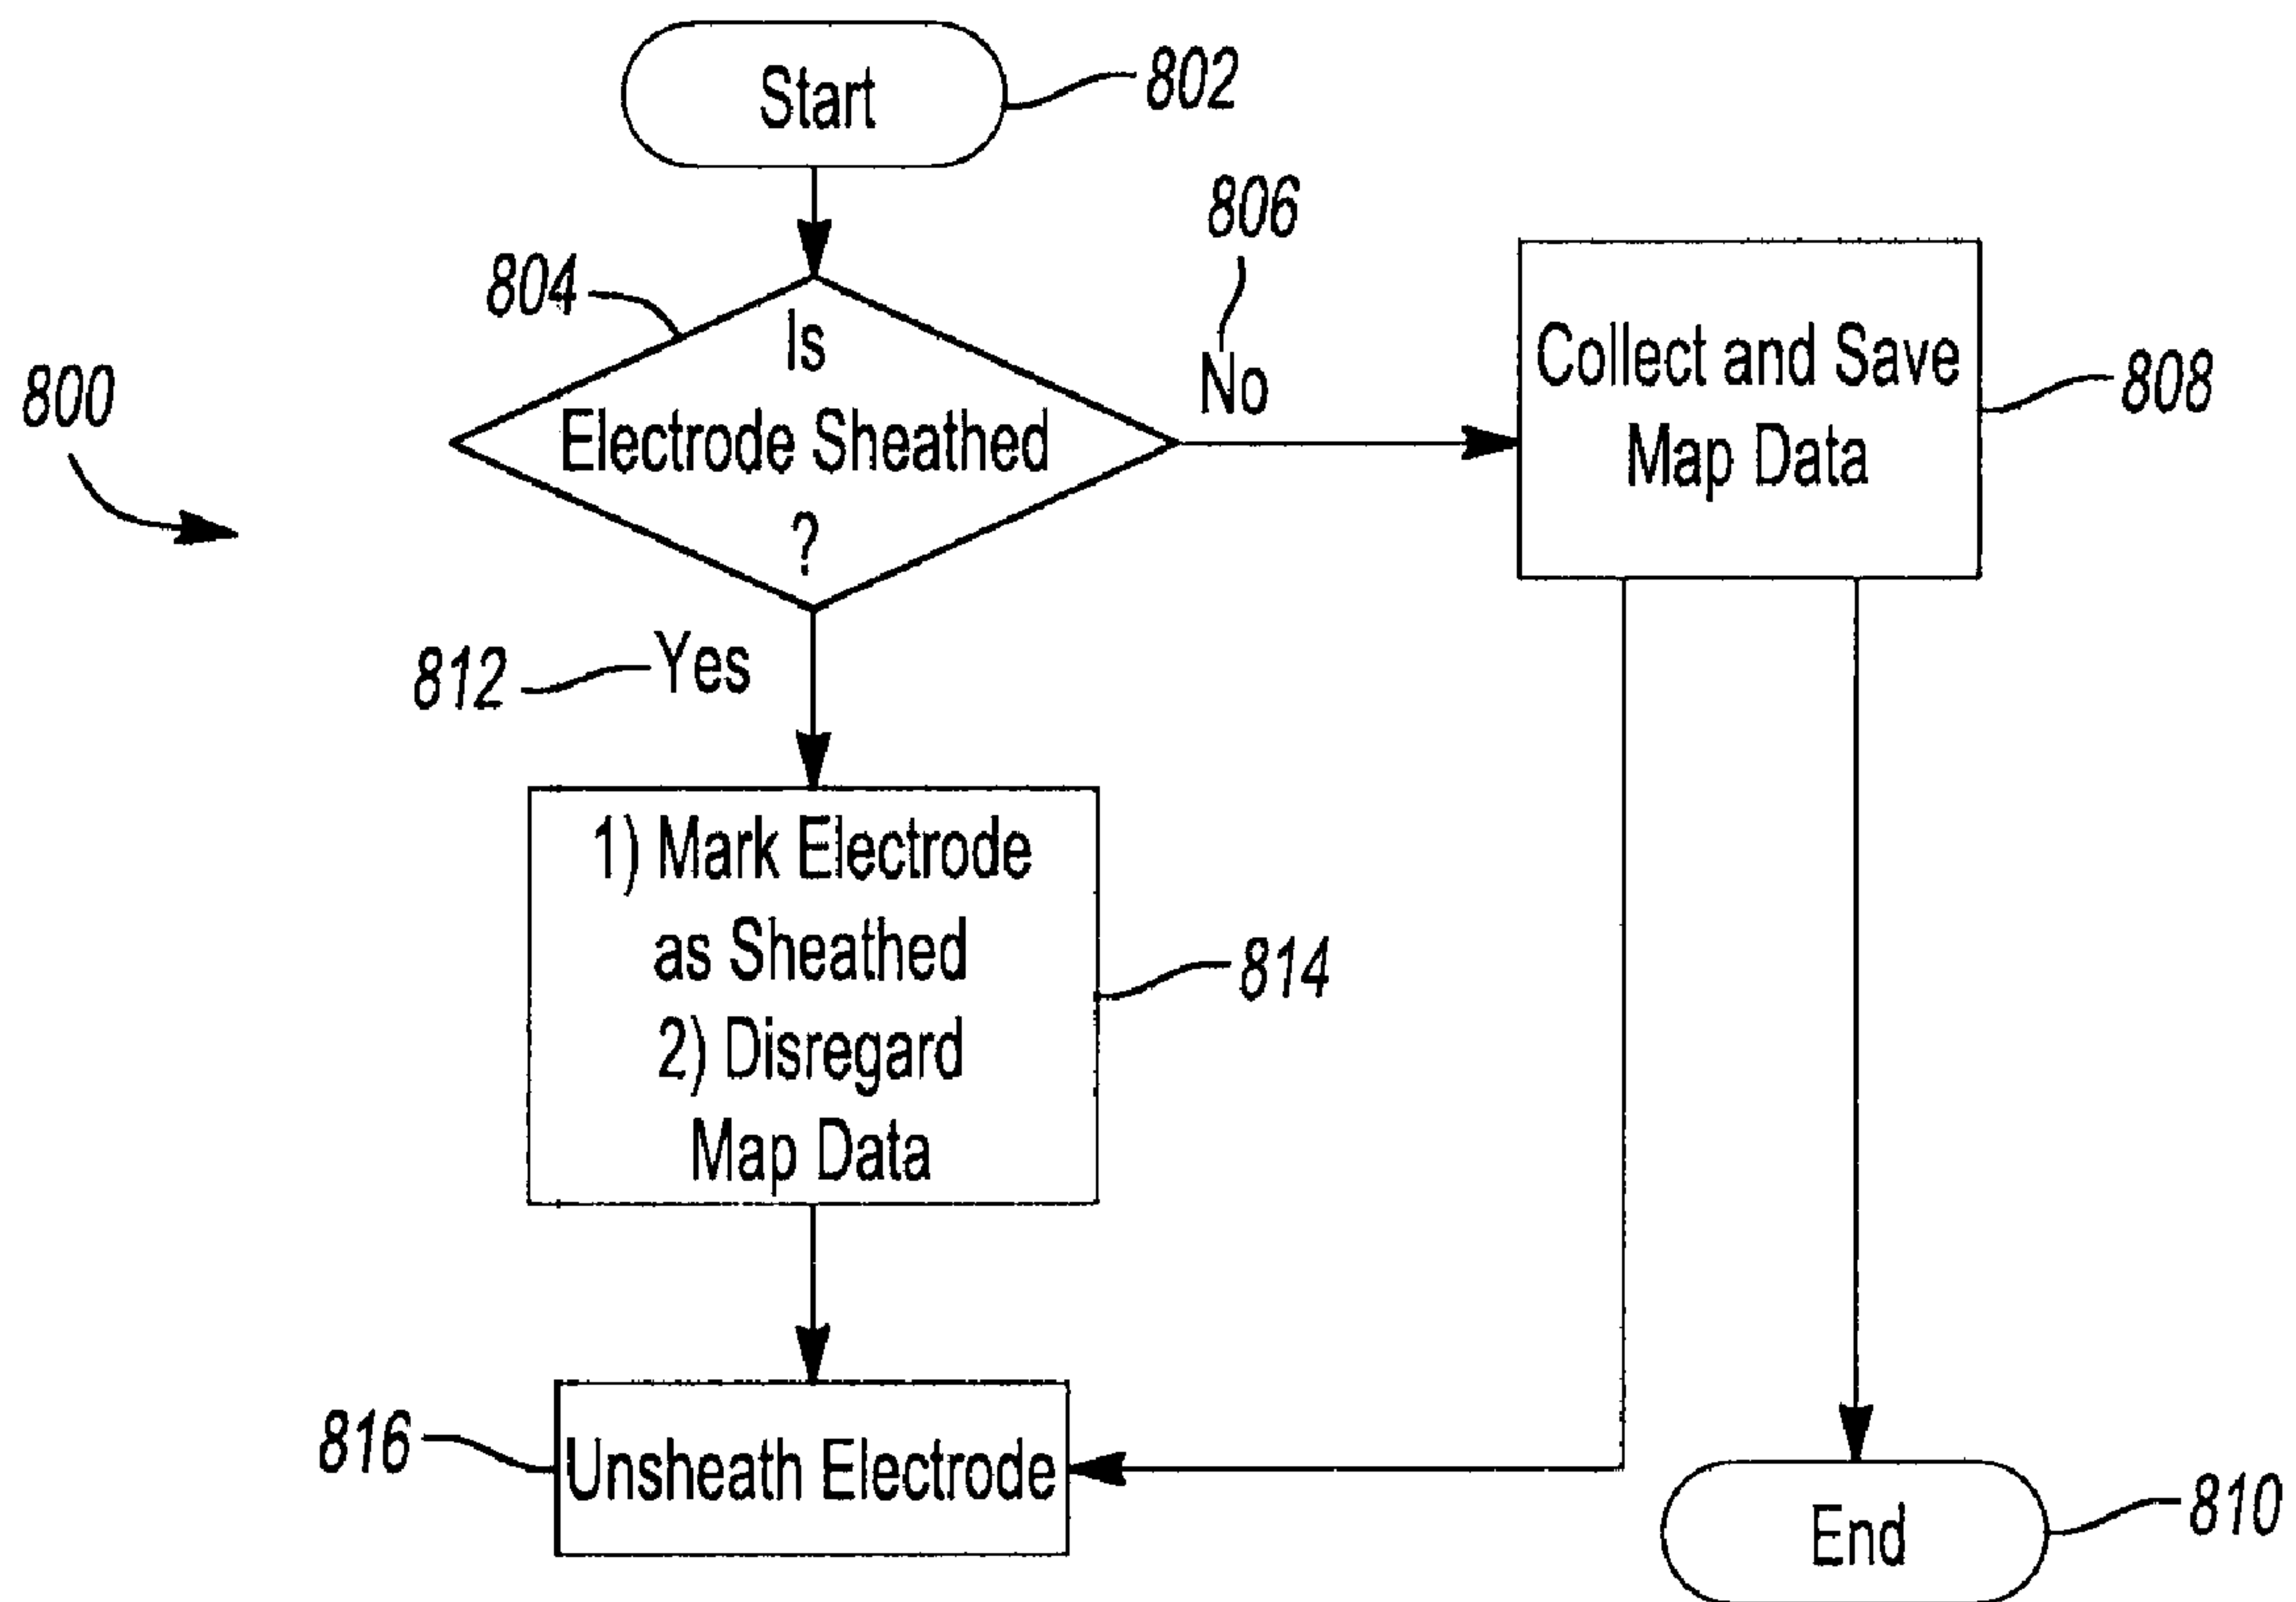 Start
802
806
804
Is
No
Electrode Sheathed
?
Collect and Save
Map Data
808
800
812
Yes
1) Mark Electrode
as Sheathed
2) Disregard
Map Data
814
816
Unsheath Electrode
End
810